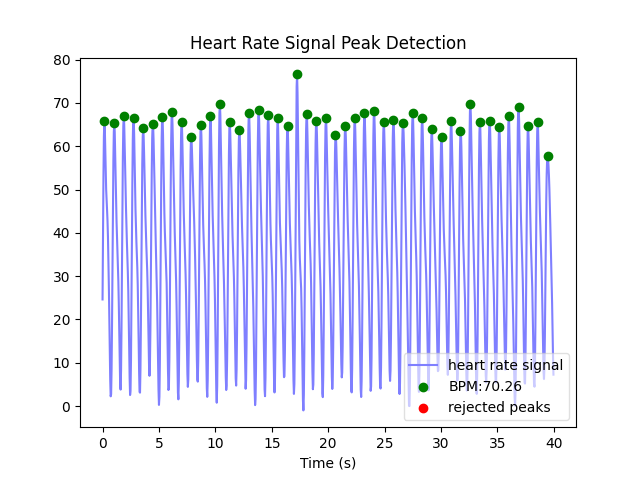 Heart Rate Signal Peak Detection
80
70
60
50
40
30
20
10
0
heart rate signal
BPM:70.26
rejected peaks
0 5 10 15 20 25 30 35 40
Time (s)